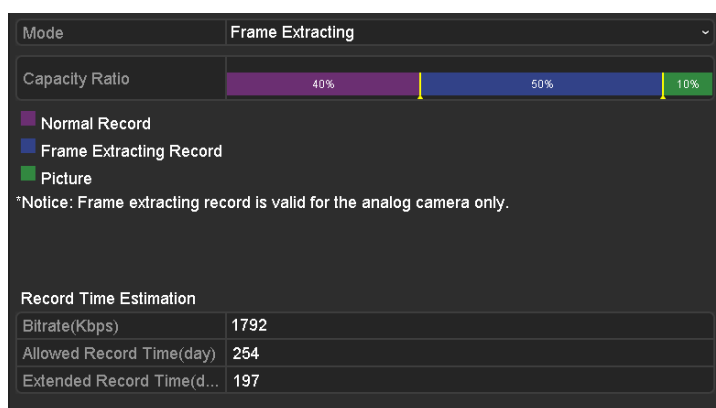 Mode Frame Extracting
Capacity Ratio 40% 50% 10%
Normal Record
Frame Extracting Record
Picture
*Notice: Frame extracting record is valid for the analog camera only.
Record Time Estimation
Bitrate(Kbps) 1792
Allowed Record Time(day) 254
Extended Record Time(d... 197